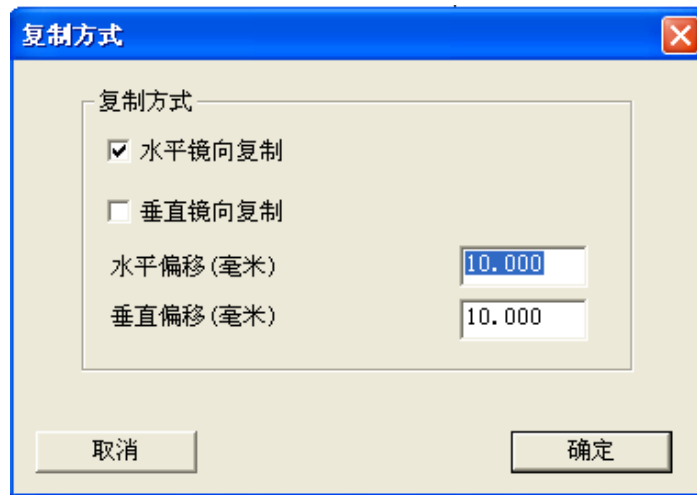 复制方式
复制方式
水平镜向复制
垂直镜向复制
水平偏移(毫米) 10.000
垂直偏移(毫米) 10.000
取消 确定